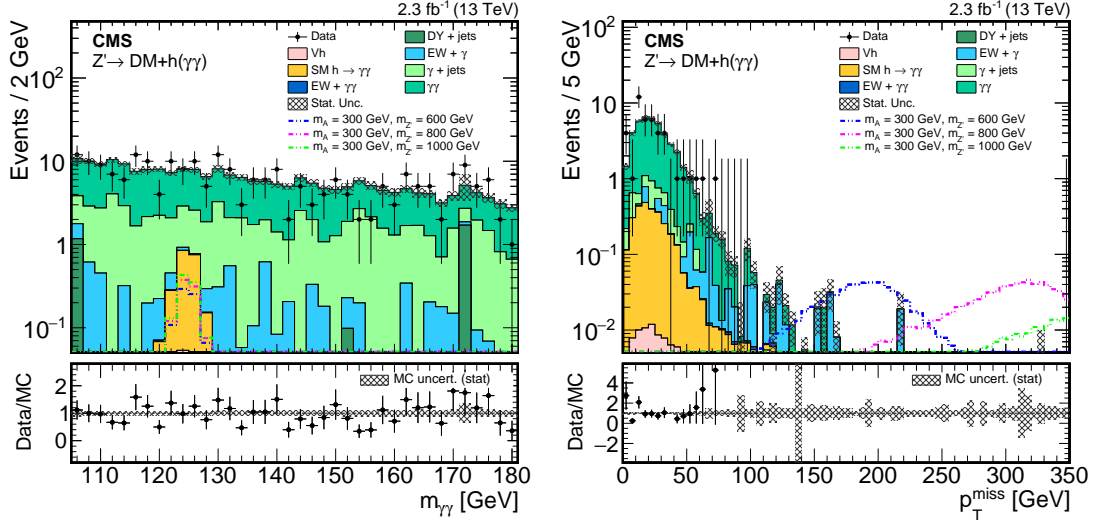 2.3 fb⁻¹ (13 TeV)
CMS
Z'→ DM+h(γγ)
Data
Vh
SM h → γγ
EW + γγ
Stat. Unc.
DY + jets
EW + γ
γ + jets
γγ
m_A = 300 GeV, m_Z' = 600 GeV
m_A = 300 GeV, m_Z' = 800 GeV
m_A = 300 GeV, m_Z' = 1000 GeV
Events / 2 GeV
10²
10
1
10⁻¹
MC uncert. (stat)
Data/MC
2
1
0
110 120 130 140 150 160 170 180
m_γγ [GeV]
2.3 fb⁻¹ (13 TeV)
CMS
Z'→ DM+h(γγ)
Data
Vh
SM h → γγ
EW + γγ
Stat. Unc.
DY + jets
EW + γ
γ + jets
γγ
m_A = 300 GeV, m_Z' = 600 GeV
m_A = 300 GeV, m_Z' = 800 GeV
m_A = 300 GeV, m_Z' = 1000 GeV
Events / 5 GeV
10²
10
1
10⁻¹
10⁻²
MC uncert. (stat)
Data/MC
4
2
0
−2
0 50 100 150 200 250 300 350
p_T^miss [GeV]